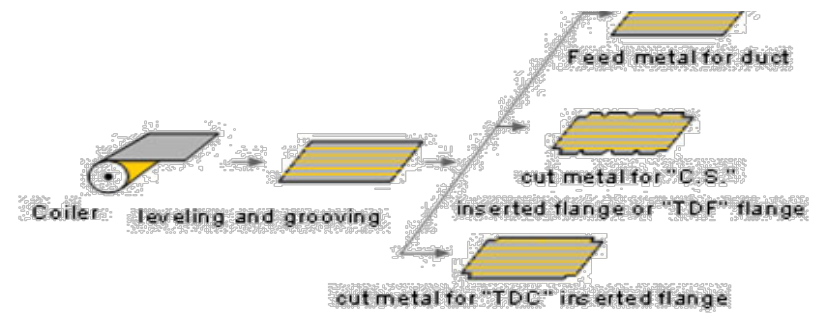 Feed metal for duct
cut metal for "C.S."
Coiler
leveling and grooving
inserted flange or "TDF" flange
cut metal for "TDC" inserted flange